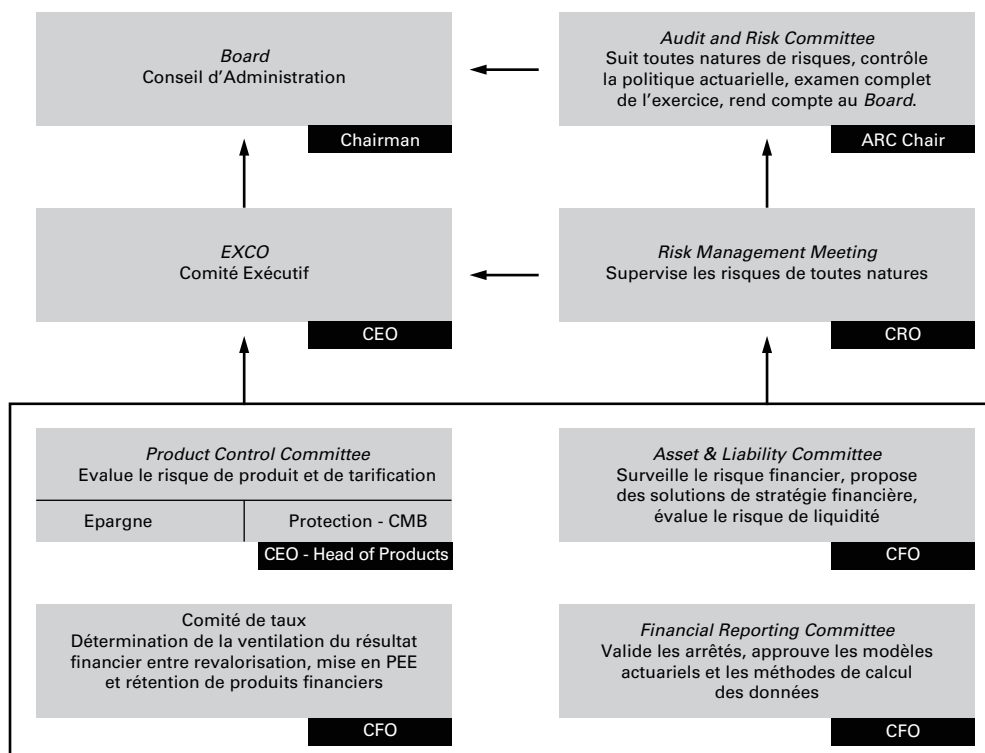 Board
Conseil d'Administration
Chairman
Audit and Risk Committee
Suit toutes natures de risques, contrôle
la politique actuarielle, examen complet
de l'exercice, rend compte au Board.
ARC Chair
EXCO
Comité Exécutif
CEO
Risk Management Meeting
Supervise les risques de toutes natures
CRO
Product Control Committee
Evalue le risque de produit et de tarification
Epargne
Protection - CMB
CEO - Head of Products
Asset & Liability Committee
Surveille le risque financier, propose
des solutions de stratégie financière,
évalue le risque de liquidité
CFO
Comité de taux
Détermination de la ventilation du résultat
financier entre revalorisation, mise en PEE
et rétention de produits financiers
CFO
Financial Reporting Committee
Valide les arrêtés, approuve les modèles
actuariels et les méthodes de calcul
des données
CFO